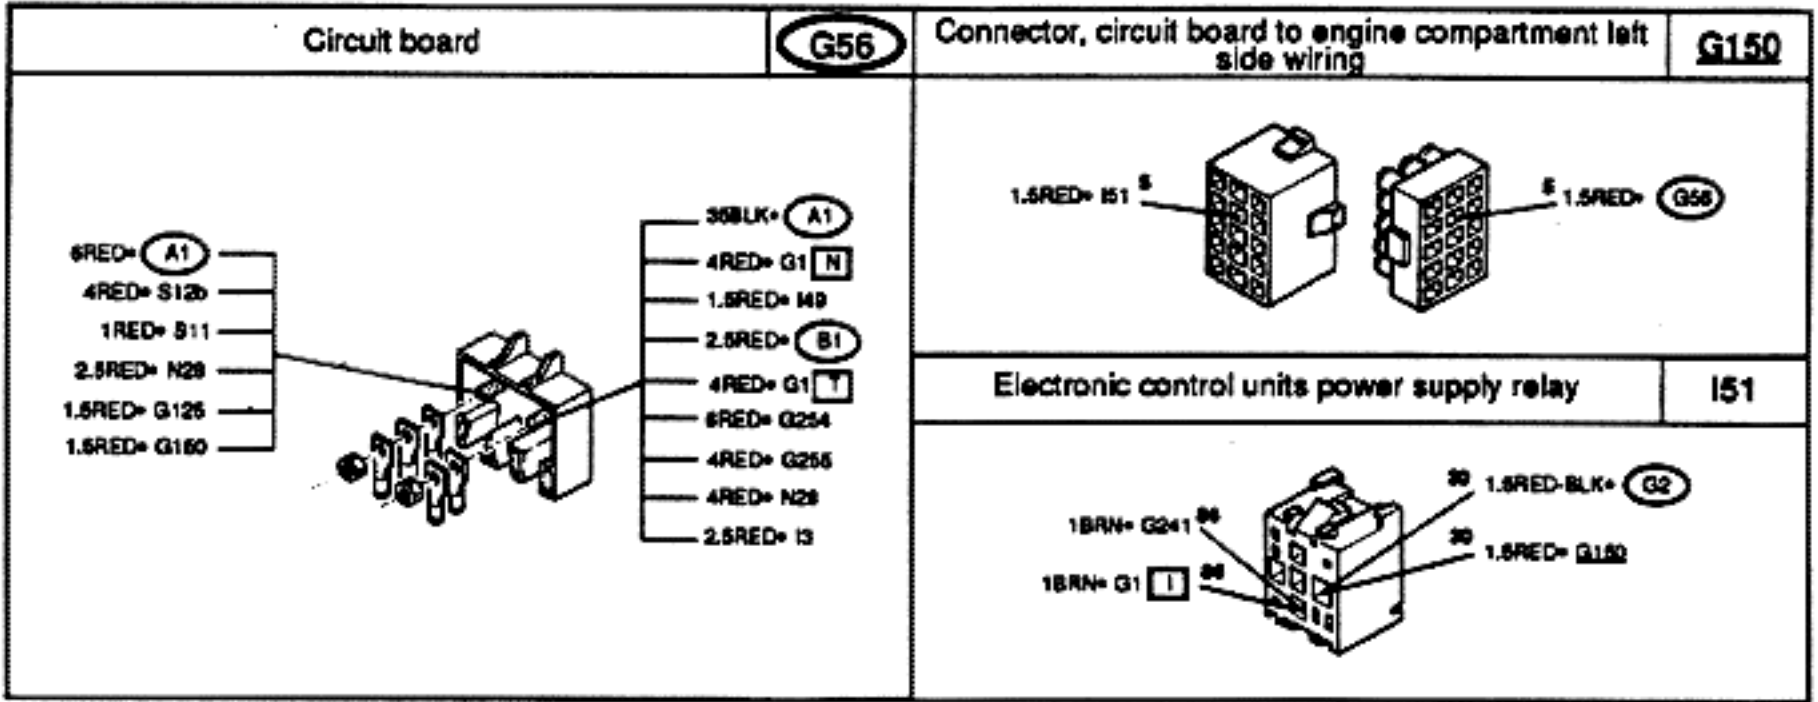 Circuit board
G56
6RED• A1
4RED• S12b
1RED• S11
2.5RED• N28
1.5RED• G125
1.5RED• G150
35BLK• A1
4RED• G1 N
1.5RED• I49
2.5RED• B1
4RED• G1 T
6RED• G254
4RED• G255
4RED• N28
2.5RED• I3
Connector, circuit board to engine compartment left
side wiring
G150
1.5RED• I51
1.5RED• G56
Electronic control units power supply relay
I51
30 1.5RED-BLK• G2
1BRN• G241 86
30 1.5RED• G150
1BRN• G1 I 86